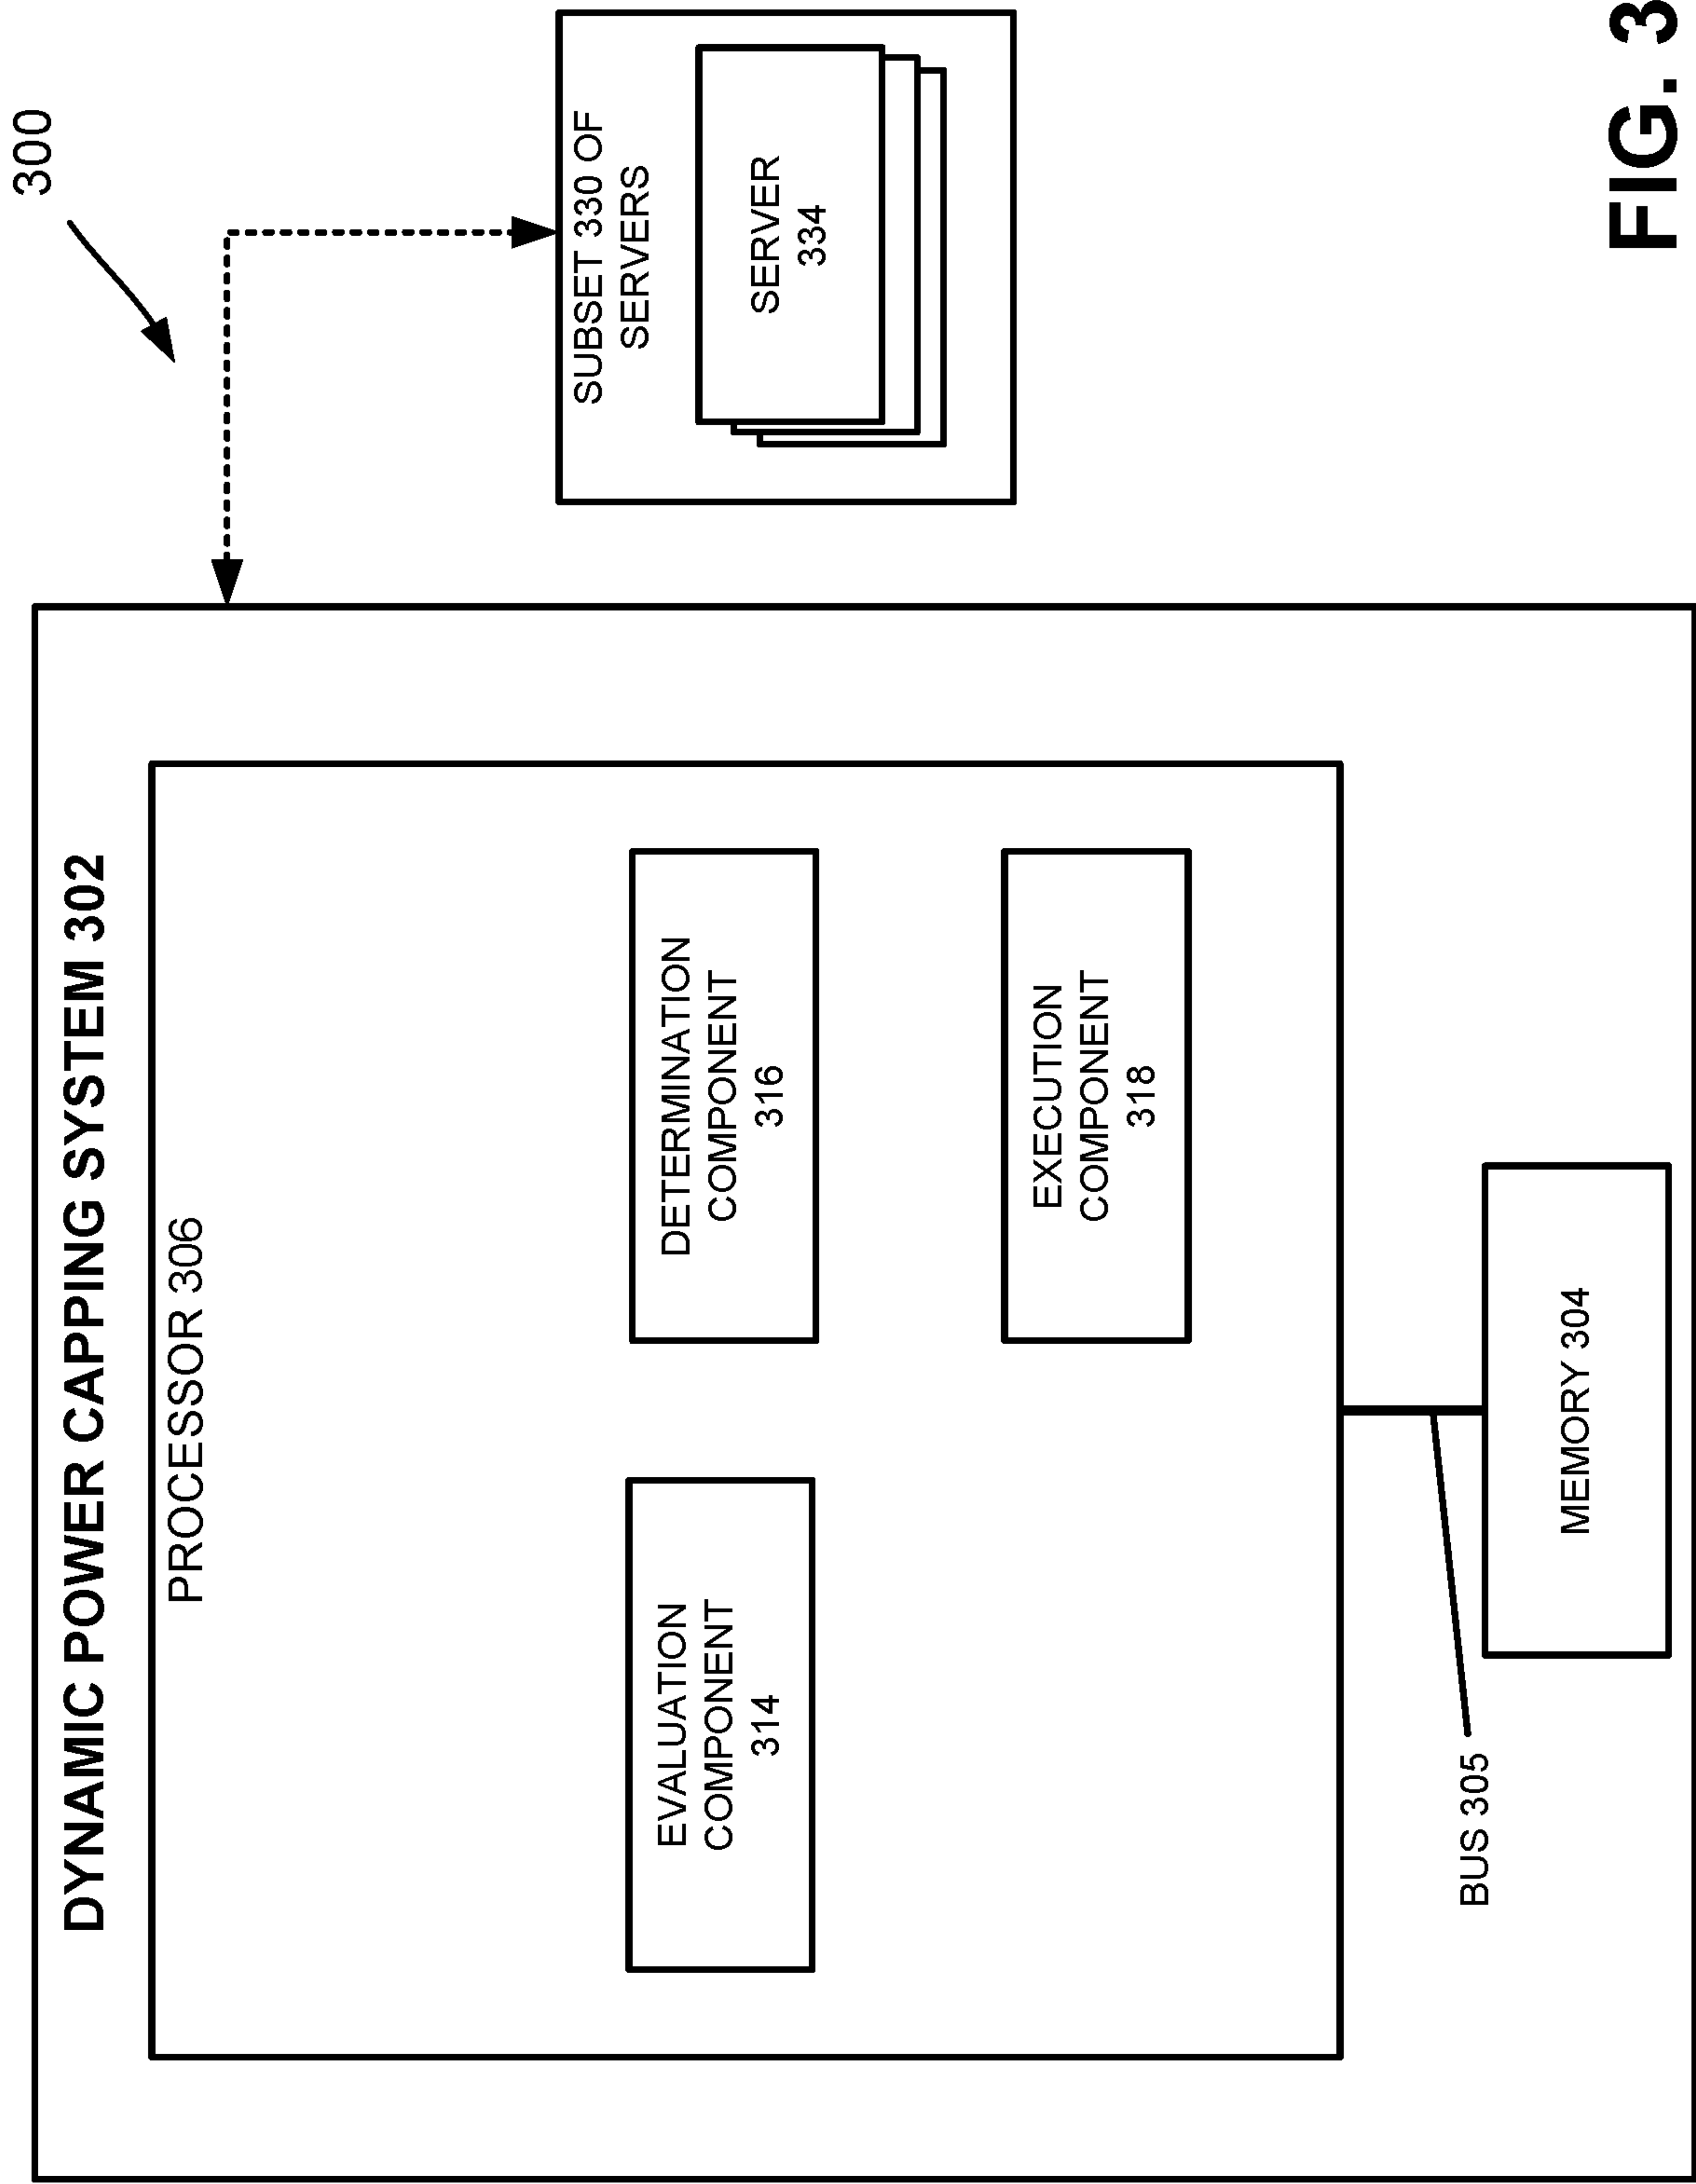 300
DYNAMIC POWER CAPPING SYSTEM 302
PROCESSOR 306
EVALUATION
COMPONENT
314
DETERMINATION
COMPONENT
316
EXECUTION
COMPONENT
318
BUS 305
MEMORY 304
SUBSET 330 OF
SERVERS
SERVER
334
FIG. 3